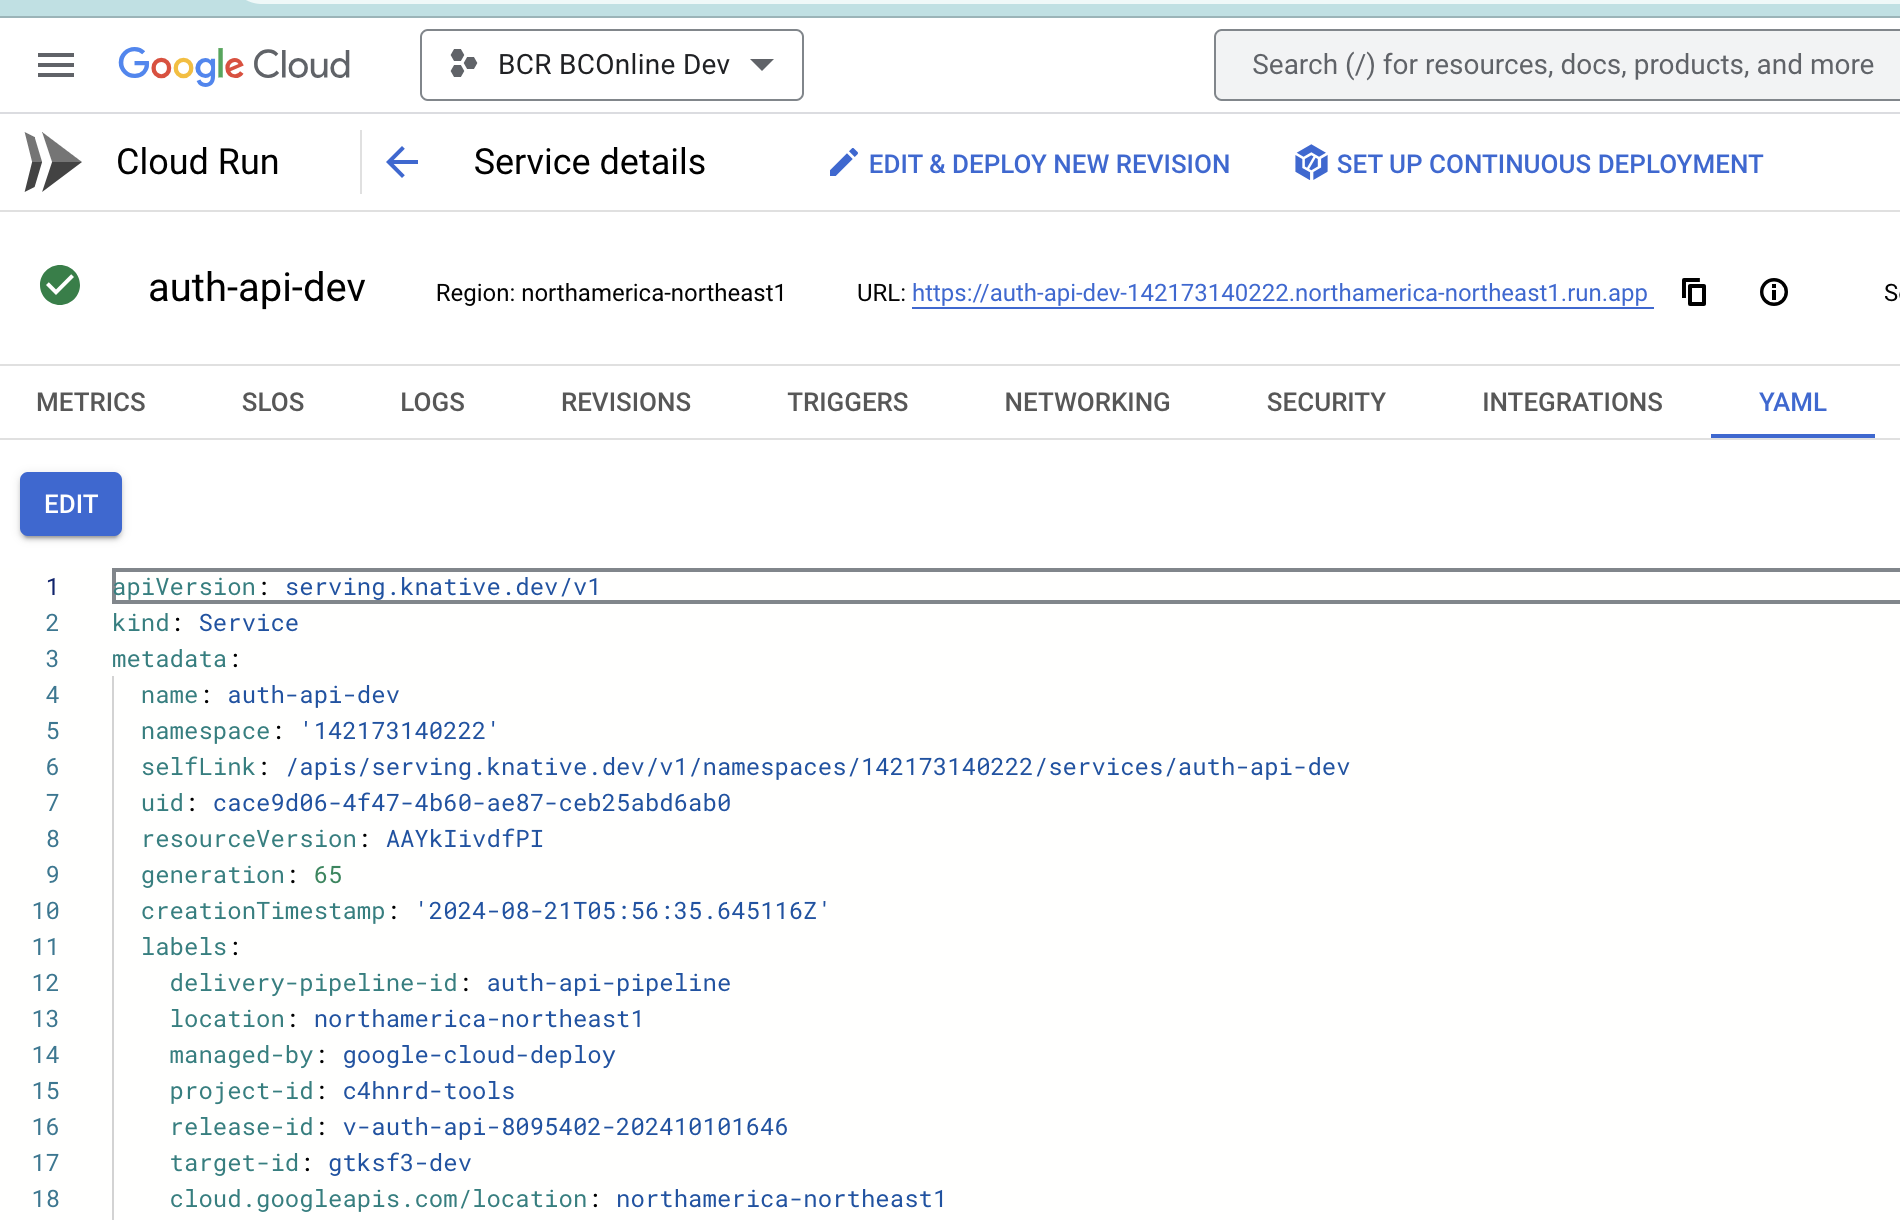 Google Cloud
BCR BCOnline Dev
Search (/) for resources, docs, products, and more
Cloud Run
Service details
EDIT & DEPLOY NEW REVISION
SET UP CONTINUOUS DEPLOYMENT
auth-api-dev
Region: northamerica-northeast1
URL: https://auth-api-dev-142173140222.northamerica-northeast1.run.app
METRICS
SLOS
LOGS
REVISIONS
TRIGGERS
NETWORKING
SECURITY
INTEGRATIONS
YAML
EDIT
1 apiVersion: serving.knative.dev/v1
2 kind: Service
3 metadata:
4 name: auth-api-dev
5 namespace: '142173140222'
6 selfLink: /apis/serving.knative.dev/v1/namespaces/142173140222/services/auth-api-dev
7 uid: cace9d06-4f47-4b60-ae87-ceb25abd6ab0
8 resourceVersion: AAYkIivdfPI
9 generation: 65
10 creationTimestamp: '2024-08-21T05:56:35.645116Z'
11 labels:
12 delivery-pipeline-id: auth-api-pipeline
13 location: northamerica-northeast1
14 managed-by: google-cloud-deploy
15 project-id: c4hnrd-tools
16 release-id: v-auth-api-8095402-202410101646
17 target-id: gtksf3-dev
18 cloud.googleapis.com/location: northamerica-northeast1